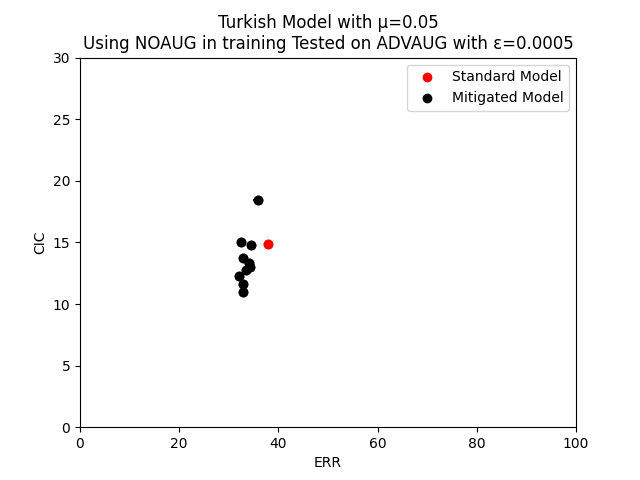 Turkish Model with μ=0.05
Using NOAUG in training Tested on ADVAUG with ε=0.0005
Standard Model
Mitigated Model
30
25
20
15
10
5
0
CIC
0 20 40 60 80 100
ERR